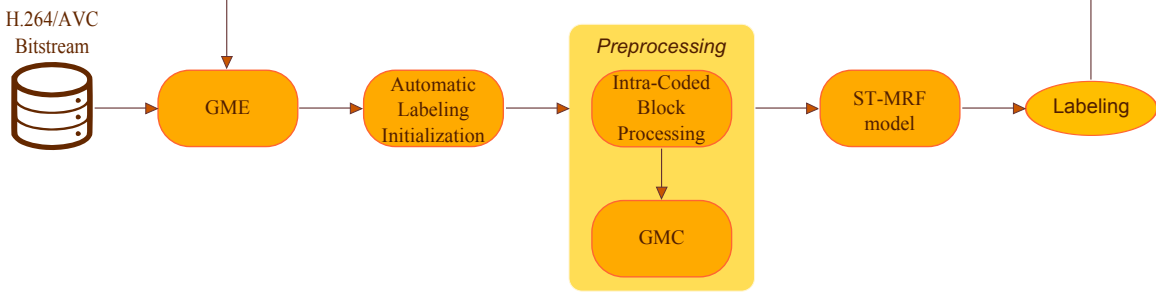 H.264/AVC
Bitstream
GME
Automatic
Labeling
Initialization
Preprocessing
Intra-Coded
Block
Processing
GMC
ST-MRF
model
Labeling